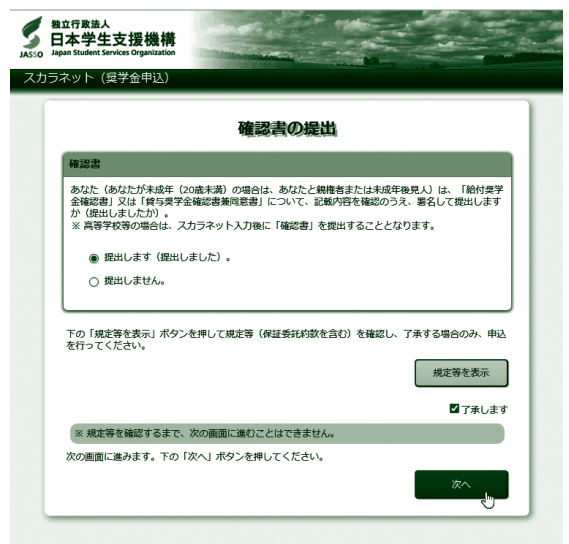 独立行政法人
日本学生支援機構
JASSO Japan Student Services Organization
スカラネット（奨学金申込）
確認書の提出
確認書
あなた（あなたが未成年（20歳未満）の場合は、あなたと親権者または未成年後見人）は、「給付奨学
金確認書」又は「貸与奨学金確認書兼同意書」について、記載内容を確認のうえ、署名して提出します
か（提出しましたか）。
※ 高等学校等の場合は、スカラネット入力後に「確認書」を提出することとなります。
提出します（提出しました）。
提出しません。
下の「規定等を表示」ボタンを押して規定等（保証委託約款を含む）を確認し、了承する場合のみ、申込
を行ってください。
規定等を表示
了承します
※ 規定等を確認するまで、次の画面に進むことはできません。
次の画面に進みます。下の「次へ」ボタンを押してください。
次へ